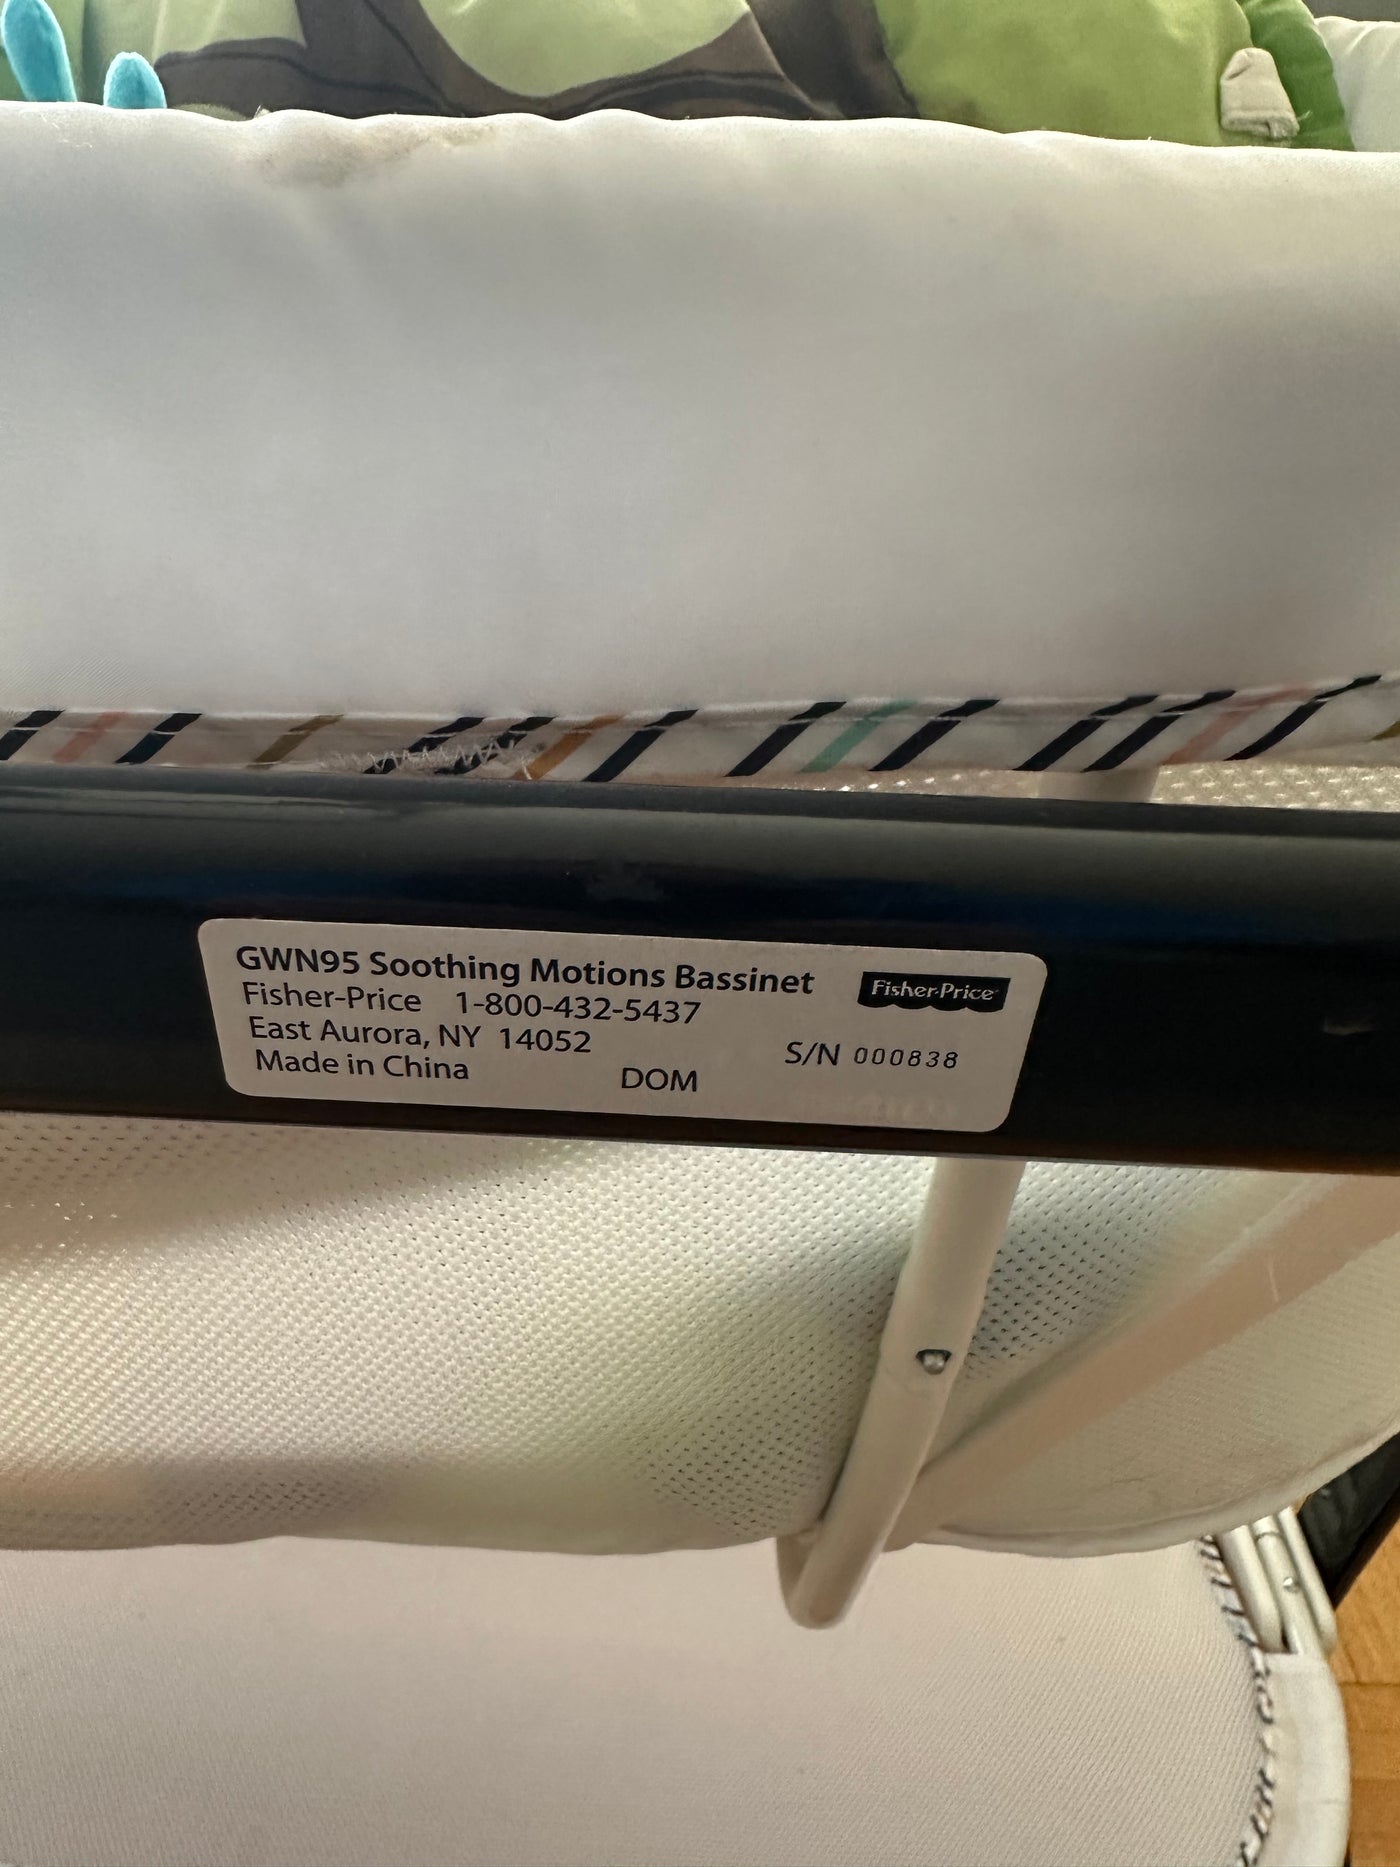 GWN95 Soothing Motions Bassinet
Fisher-Price
Fisher-Price 1-800-432-5437
East Aurora, NY 14052
S/N 000838
Made in China
DOM